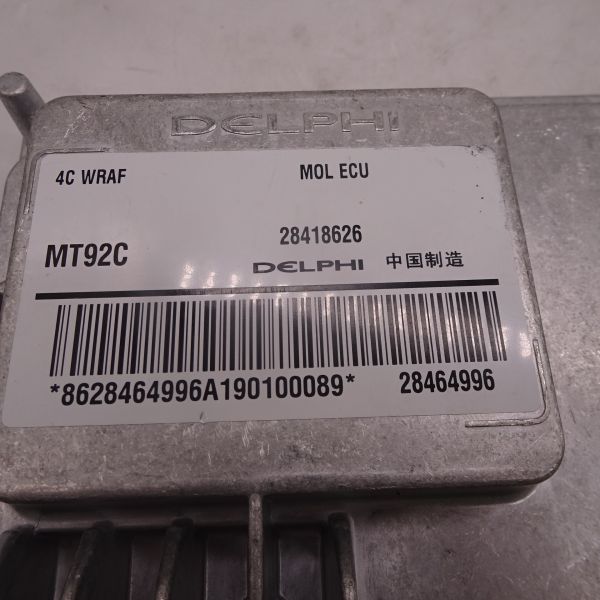 DELPHI
4C WRAF MOL ECU
28418626
MT92C
DELPHI 中国制造
*8628464996A190100089* 28464996